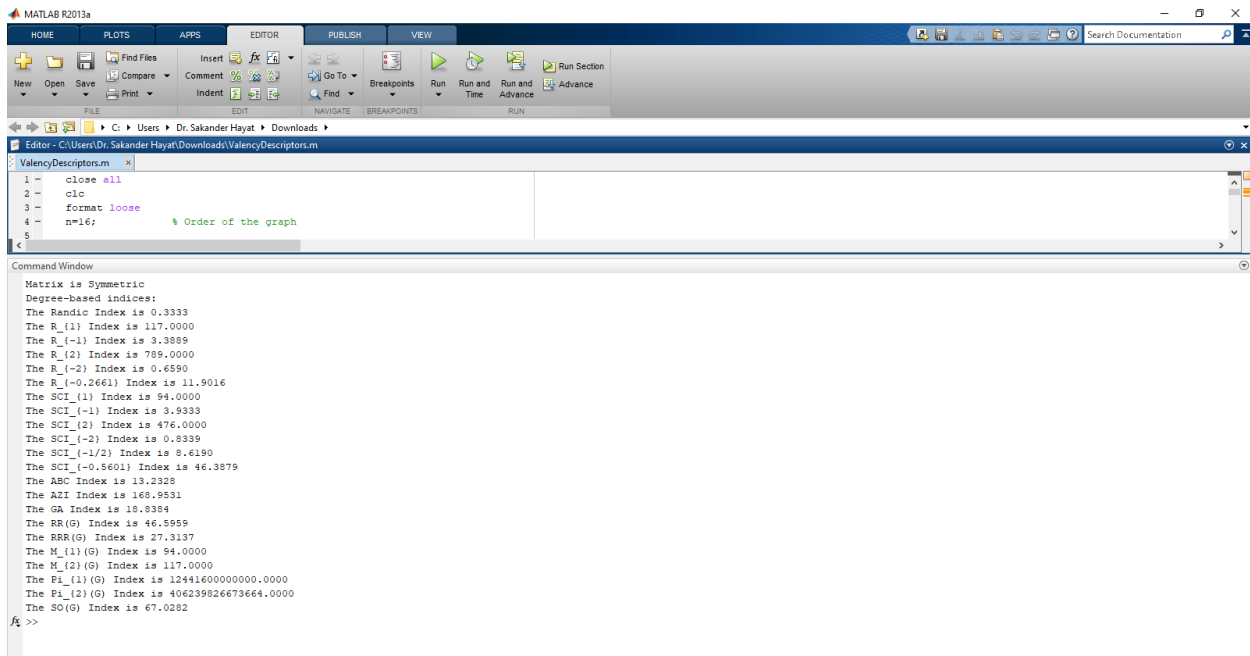 MATLAB R2013a
HOME PLOTS APPS EDITOR PUBLISH VIEW
Search Documentation
New Open Save Find Files Compare Print
Insert fx Comment % Indent
Go To Find
Breakpoints
Run Run and Time Run and Advance Run Section Advance
FILE EDIT NAVIGATE BREAKPOINTS RUN
C: Users Dr. Sakander Hayat Downloads
Editor - C:\Users\Dr. Sakander Hayat\Downloads\ValencyDescriptors.m
ValencyDescriptors.m
1 - close all
2 - clc
3 - format loose
4 - n=16; % Order of the graph
5
Command Window
Matrix is Symmetric
Degree-based indices:
The Randic Index is 0.3333
The R_{1} Index is 117.0000
The R_{-1} Index is 3.3889
The R_{2} Index is 789.0000
The R_{-2} Index is 0.6590
The R_{-0.2661} Index is 11.9016
The SCI_{1} Index is 94.0000
The SCI_{-1} Index is 3.9333
The SCI_{2} Index is 476.0000
The SCI_{-2} Index is 0.8339
The SCI_{-1/2} Index is 8.6190
The SCI_{-0.5601} Index is 46.3879
The ABC Index is 13.2328
The AZI Index is 168.9531
The GA Index is 18.8384
The RR(G) Index is 46.5959
The RRR(G) Index is 27.3137
The M_{1}(G) Index is 94.0000
The M_{2}(G) Index is 117.0000
The Pi_{1}(G) Index is 12441600000000.0000
The Pi_{2}(G) Index is 406239826673664.0000
The SO(G) Index is 67.0282
fx >>